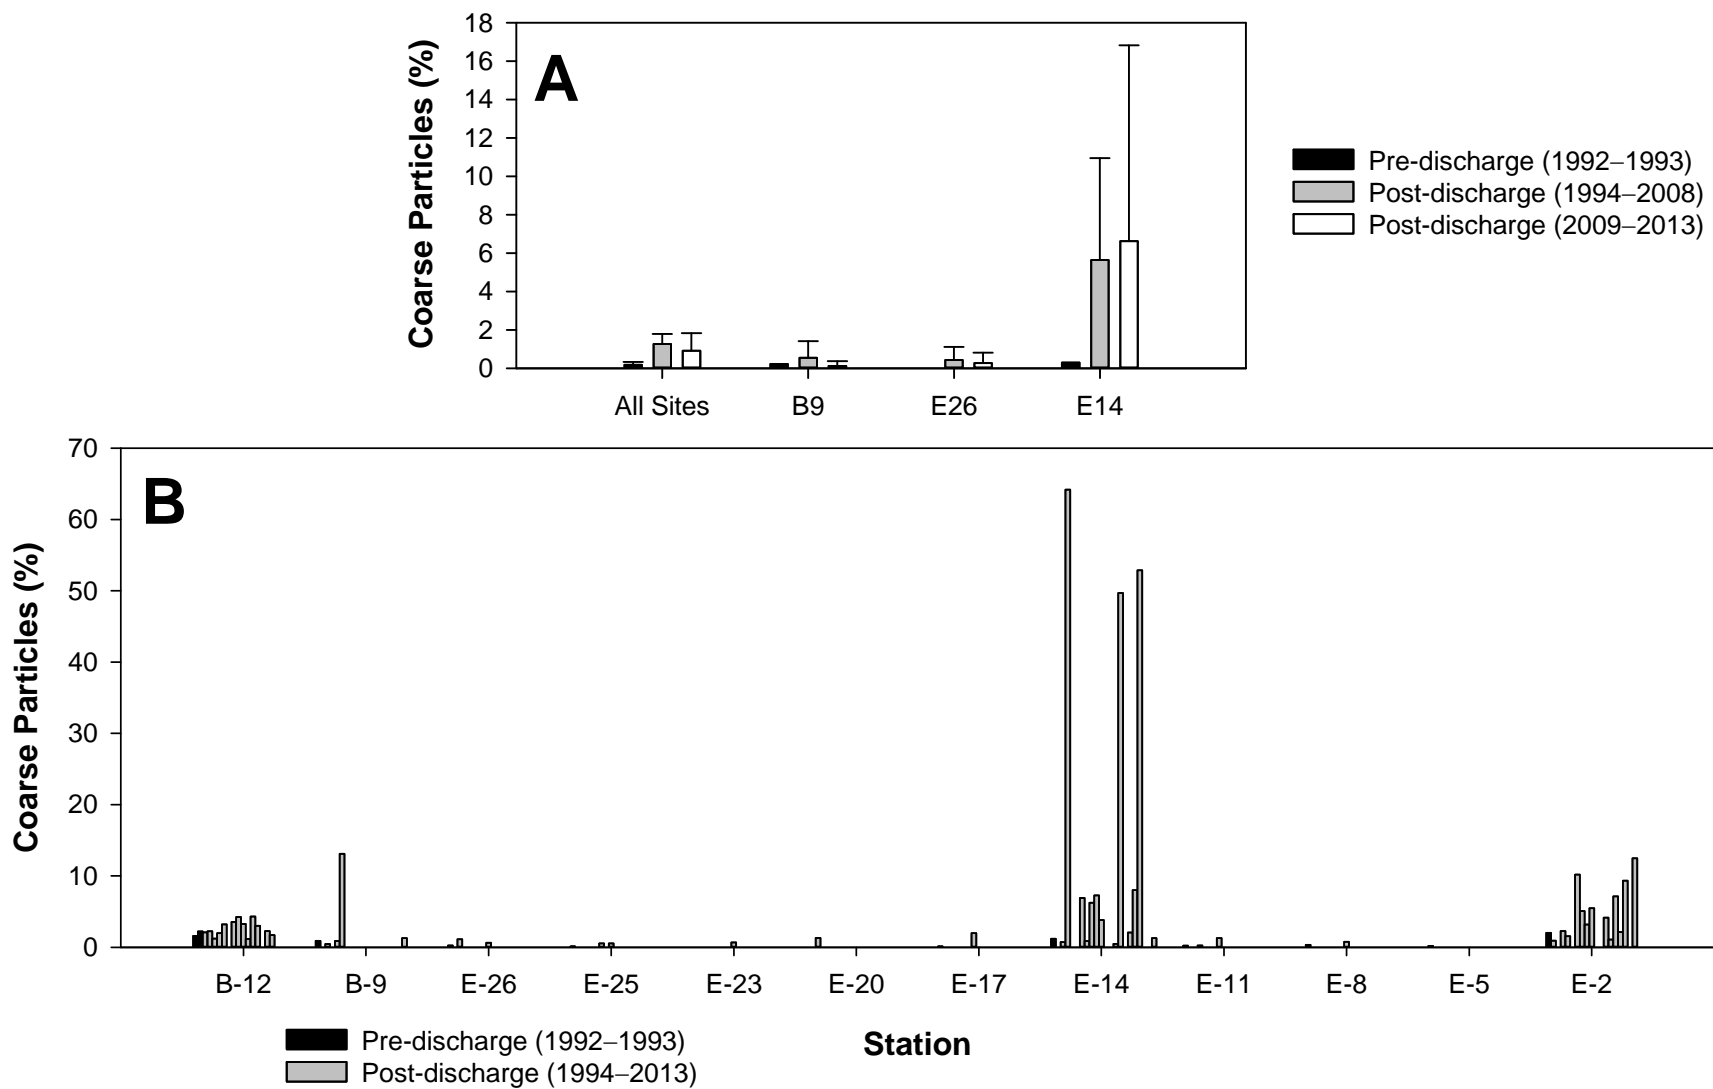 A
Coarse Particles (%)
18
16
14
12
10
8
6
4
2
0
All Sites B9 E26 E14
Pre-discharge (1992–1993)
Post-discharge (1994–2008)
Post-discharge (2009–2013)
B
Coarse Particles (%)
70
60
50
40
30
20
10
0
B-12 B-9 E-26 E-25 E-23 E-20 E-17 E-14 E-11 E-8 E-5 E-2
Station
Pre-discharge (1992–1993)
Post-discharge (1994–2013)